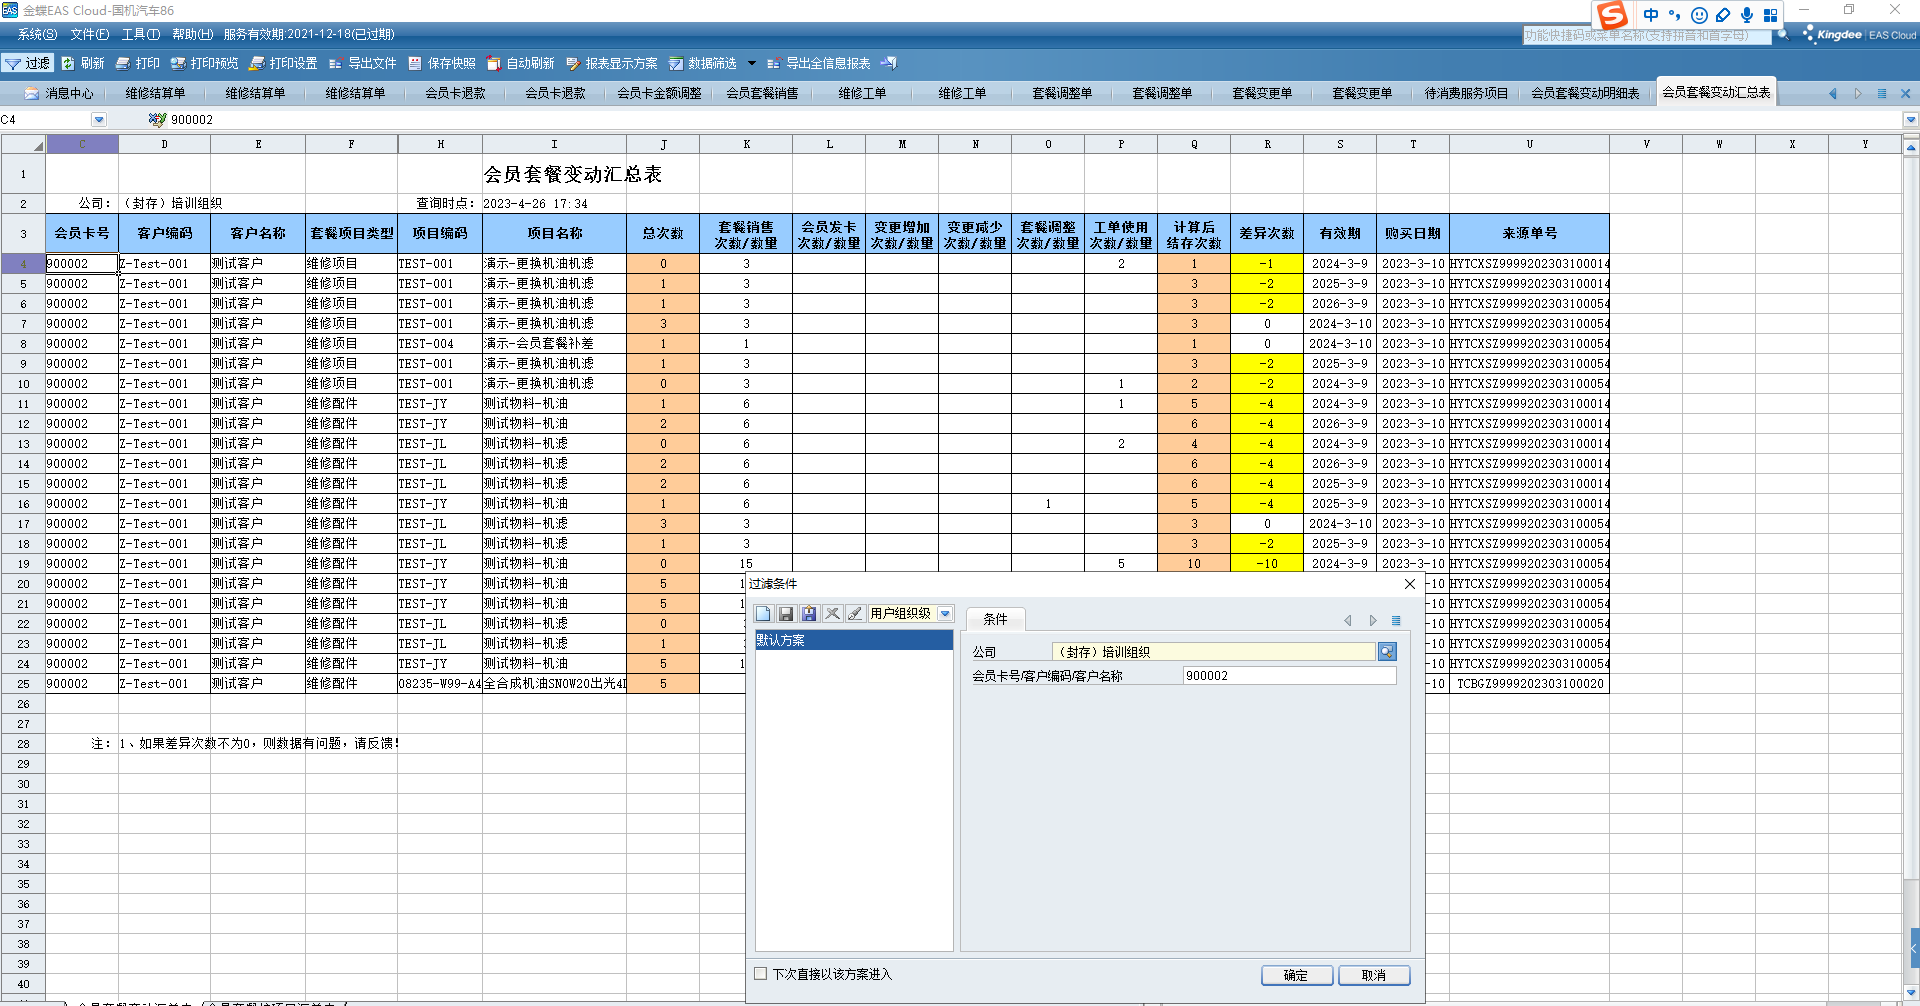 金蝶EAS Cloud-国机汽车86
中
系统(S) 文件(F) 工具(T) 帮助(H) 服务有效期:2021-12-18(已过期)
功能快捷码或菜单名称(支持拼音和首字母)
Kingdee EAS Cloud
过滤 刷新 打印 打印预览 打印设置 导出文件 保存快照 自动刷新 报表显示方案 数据筛选 导出全信息报表
消息中心 维修结算单 维修结算单 维修结算单 会员卡退款 会员卡退款 会员卡金额调整 会员套餐销售 维修工单 维修工单 套餐调整单 套餐调整单 套餐变更单 套餐变更单 待消费服务项目 会员套餐变动明细表 会员套餐变动汇总表
C4 900002
C D E F H I J K L M N O P Q R S T U V W X Y
1 会员套餐变动汇总表
2 公司: （封存）培训组织 查询时点: 2023-4-26 17:34
3 会员卡号 客户编码 客户名称 套餐项目类型 项目编码 项目名称 总次数 套餐销售次数/数量 会员发卡次数/数量 变更增加次数/数量 变更减少次数/数量 套餐调整次数/数量 工单使用次数/数量 计算后结存次数 差异次数 有效期 购买日期 来源单号
4 900002 Z-Test-001 测试客户 维修项目 TEST-001 演示-更换机油机滤 0 3 2 1 -1 2024-3-9 2023-3-10 HYTCXSZ9999202303100014
5 900002 Z-Test-001 测试客户 维修项目 TEST-001 演示-更换机油机滤 1 3 3 -2 2025-3-9 2023-3-10 HYTCXSZ9999202303100014
6 900002 Z-Test-001 测试客户 维修项目 TEST-001 演示-更换机油机滤 1 3 3 -2 2026-3-9 2023-3-10 HYTCXSZ9999202303100054
7 900002 Z-Test-001 测试客户 维修项目 TEST-001 演示-更换机油机滤 3 3 3 0 2024-3-10 2023-3-10 HYTCXSZ9999202303100054
8 900002 Z-Test-001 测试客户 维修项目 TEST-004 演示-会员套餐补差 1 1 1 0 2024-3-10 2023-3-10 HYTCXSZ9999202303100054
9 900002 Z-Test-001 测试客户 维修项目 TEST-001 演示-更换机油机滤 1 3 3 -2 2025-3-9 2023-3-10 HYTCXSZ9999202303100054
10 900002 Z-Test-001 测试客户 维修项目 TEST-001 演示-更换机油机滤 0 3 1 2 -2 2024-3-9 2023-3-10 HYTCXSZ9999202303100054
11 900002 Z-Test-001 测试客户 维修配件 TEST-JY 测试物料-机油 1 6 1 5 -4 2024-3-9 2023-3-10 HYTCXSZ9999202303100014
12 900002 Z-Test-001 测试客户 维修配件 TEST-JY 测试物料-机油 2 6 6 -4 2026-3-9 2023-3-10 HYTCXSZ9999202303100014
13 900002 Z-Test-001 测试客户 维修配件 TEST-JL 测试物料-机滤 0 6 2 4 -4 2024-3-9 2023-3-10 HYTCXSZ9999202303100014
14 900002 Z-Test-001 测试客户 维修配件 TEST-JL 测试物料-机滤 2 6 6 -4 2026-3-9 2023-3-10 HYTCXSZ9999202303100014
15 900002 Z-Test-001 测试客户 维修配件 TEST-JL 测试物料-机滤 2 6 6 -4 2025-3-9 2023-3-10 HYTCXSZ9999202303100014
16 900002 Z-Test-001 测试客户 维修配件 TEST-JY 测试物料-机油 1 6 1 5 -4 2025-3-9 2023-3-10 HYTCXSZ9999202303100014
17 900002 Z-Test-001 测试客户 维修配件 TEST-JL 测试物料-机滤 3 3 3 0 2024-3-10 2023-3-10 HYTCXSZ9999202303100054
18 900002 Z-Test-001 测试客户 维修配件 TEST-JL 测试物料-机滤 1 3 3 -2 2025-3-9 2023-3-10 HYTCXSZ9999202303100054
19 900002 Z-Test-001 测试客户 维修配件 TEST-JY 测试物料-机油 0 15 5 10 -10 2024-3-9 2023-3-10 HYTCXSZ9999202303100054
20 900002 Z-Test-001 测试客户 维修配件 TEST-JY 测试物料-机油 5 1 -10 HYTCXSZ9999202303100054
21 900002 Z-Test-001 测试客户 维修配件 TEST-JY 测试物料-机油 5 1 -10 HYTCXSZ9999202303100054
22 900002 Z-Test-001 测试客户 维修配件 TEST-JL 测试物料-机滤 0 -10 HYTCXSZ9999202303100054
23 900002 Z-Test-001 测试客户 维修配件 TEST-JL 测试物料-机滤 1 -10 HYTCXSZ9999202303100054
24 900002 Z-Test-001 测试客户 维修配件 TEST-JY 测试物料-机油 5 1 -10 HYTCXSZ9999202303100054
25 900002 Z-Test-001 测试客户 维修配件 08235-W99-A4 全合成机油SN0W20出光4L 5 -10 TCBGZ9999202303100020
26
27
28 注: 1、如果差异次数不为0，则数据有问题，请反馈!
29
30
31
32
33
34
35
36
37
38
39
40
过滤条件
用户组织级
默认方案
条件
公司 （封存）培训组织
会员卡号/客户编码/客户名称 900002
下次直接以该方案进入
确定 取消